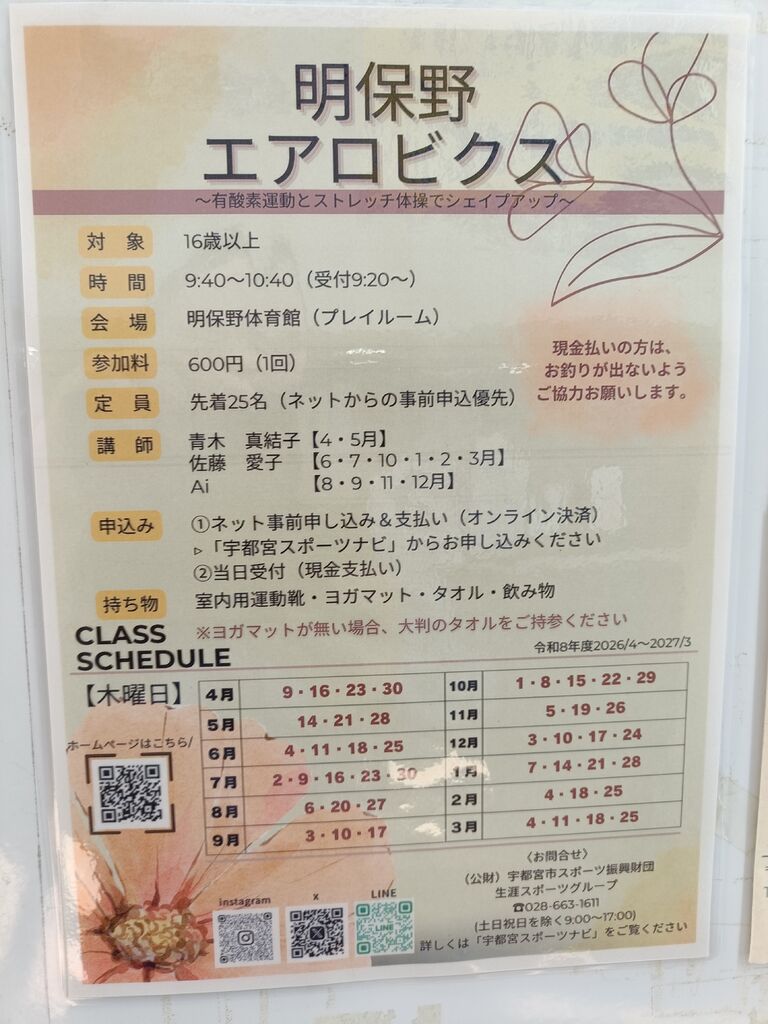 明保野
エアロビクス
～有酸素運動とストレッチ体操でシェイプアップ～
対　象　16歳以上
時　間　9:40～10:40（受付9:20～）
会　場　明保野体育館（プレイルーム）
参加料　600円（1回）
現金払いの方は、
お釣りが出ないよう
ご協力お願いします。
定　員　先着25名（ネットからの事前申込優先）
講　師　青木　真結子【4・5月】
佐藤　愛子　【6・7・10・1・2・3月】
Ai　【8・9・11・12月】
申込み　①ネット事前申し込み＆支払い（オンライン決済）
▷「宇都宮スポーツナビ」からお申し込みください
②当日受付（現金支払い）
持ち物　室内用運動靴・ヨガマット・タオル・飲み物
※ヨガマットが無い場合、大判のタオルをご持参ください
CLASS
SCHEDULE
令和8年度2026/4～2027/3
【木曜日】
4月　9・16・23・30
5月　14・21・28
6月　4・11・18・25
7月　2・9・16・23・30
8月　6・20・27
9月　3・10・17
10月　1・8・15・22・29
11月　5・19・26
12月　3・10・17・24
1月　7・14・21・28
2月　4・18・25
3月　4・11・18・25
ホームページはこちら/
instagram
X
LINE
LINE
〈お問合せ〉
（公財）宇都宮市スポーツ振興財団
生涯スポーツグループ
☎028-663-1611
(土日祝日を除く9:00～17:00)
詳しくは「宇都宮スポーツナビ」をご覧ください